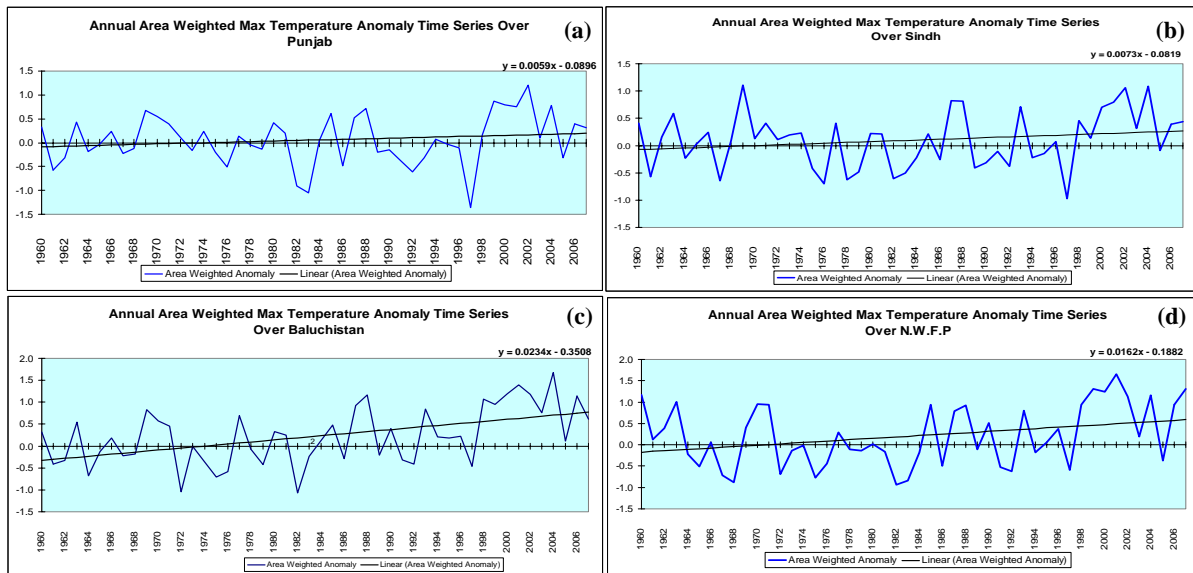 Annual Area Weighted Max Temperature Anomaly Time Series Over
Punjab
(a)
y = 0.0059x - 0.0896
1.5
1.0
0.5
0.0
-0.5
-1.0
-1.5
1960 1962 1964 1966 1968 1970 1972 1974 1976 1978 1980 1982 1984 1986 1988 1990 1992 1994 1996 1998 2000 2002 2004 2006
Area Weighted Anomaly Linear (Area Weighted Anomaly)
Annual Area Weighted Max Temperature Anomaly Time Series
Over Sindh
(b)
y = 0.0073x - 0.0819
1.5
1.0
0.5
0.0
-0.5
-1.0
-1.5
1960 1962 1964 1966 1968 1970 1972 1974 1976 1978 1980 1982 1984 1986 1988 1990 1992 1994 1996 1998 2000 2002 2004 2006
Area Weighted Anomaly Linear (Area Weighted Anomaly)
Annual Area Weighted Max Temperature Anomaly Time Series
Over Baluchistan
(c)
y = 0.0234x - 0.3508
2.0
1.5
1.0
0.5
0.0
-0.5
-1.0
-1.5
2
1960 1962 1964 1966 1968 1970 1972 1974 1976 1978 1980 1982 1984 1986 1988 1990 1992 1994 1996 1998 2000 2002 2004 2006
Area Weighted Anomaly Linear (Area Weighted Anomaly)
Annual Area Weighted Max Temperature Anomaly Time Series
Over N.W.F.P
(d)
y = 0.0162x - 0.1882
2.0
1.5
1.0
0.5
0.0
-0.5
-1.0
-1.5
1960 1962 1964 1966 1968 1970 1972 1974 1976 1978 1980 1982 1984 1986 1988 1990 1992 1994 1996 1998 2000 2002 2004 2006
Area Weighted Anomaly Linear (Area Weighted Anomaly)